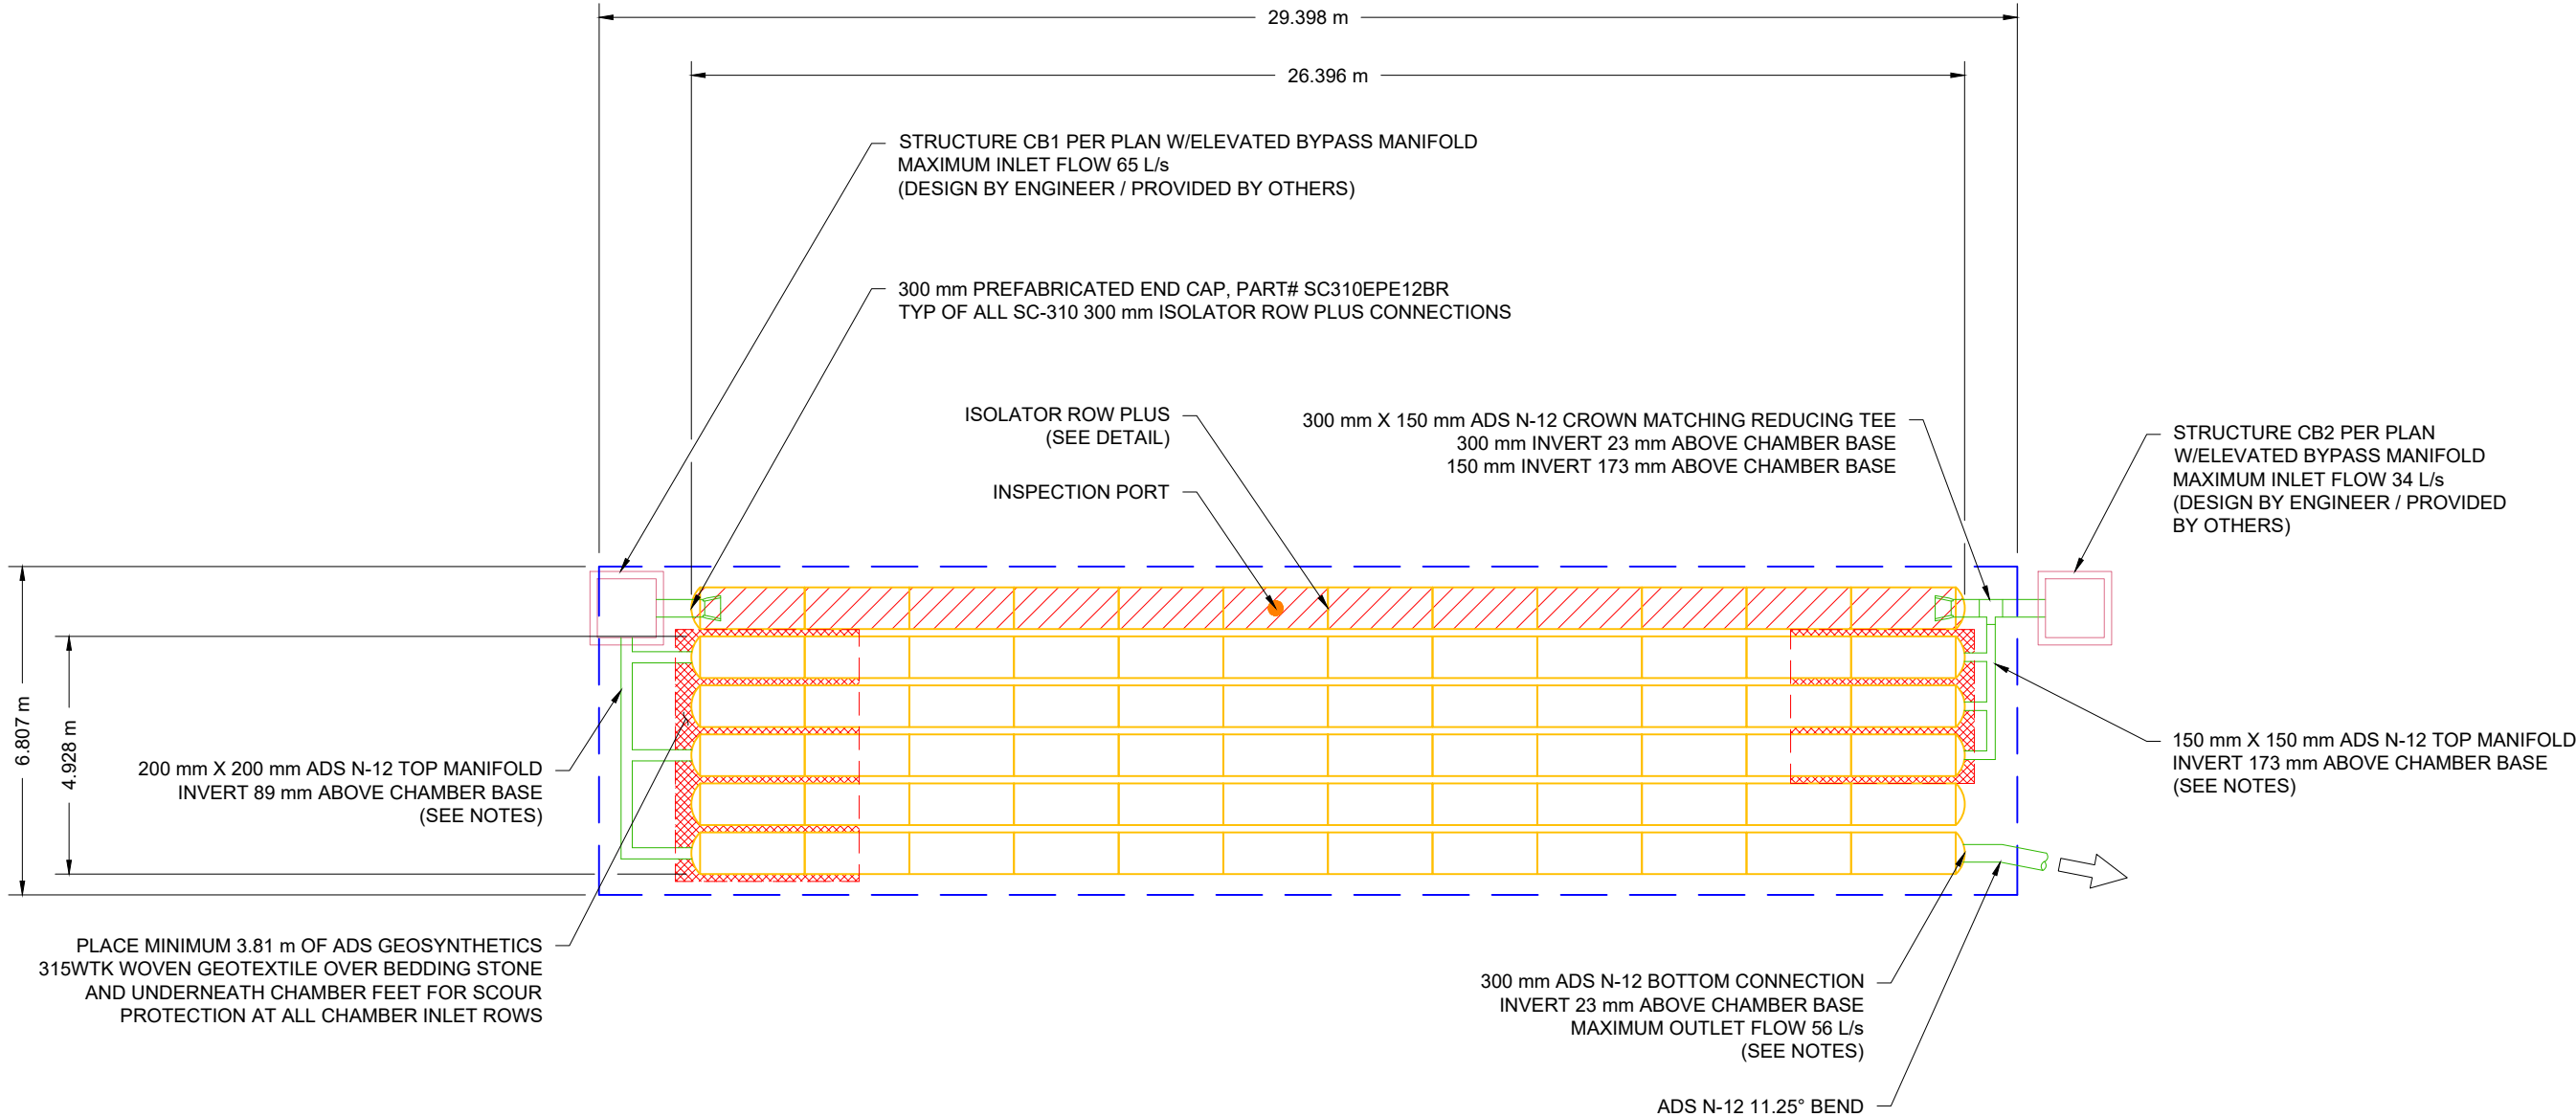 29.398 m
26.396 m
STRUCTURE CB1 PER PLAN W/ELEVATED BYPASS MANIFOLD
MAXIMUM INLET FLOW 65 L/s
(DESIGN BY ENGINEER / PROVIDED BY OTHERS)
300 mm PREFABRICATED END CAP, PART# SC310EPE12BR
TYP OF ALL SC-310 300 mm ISOLATOR ROW PLUS CONNECTIONS
ISOLATOR ROW PLUS
(SEE DETAIL)
INSPECTION PORT
300 mm X 150 mm ADS N-12 CROWN MATCHING REDUCING TEE
300 mm INVERT 23 mm ABOVE CHAMBER BASE
150 mm INVERT 173 mm ABOVE CHAMBER BASE
STRUCTURE CB2 PER PLAN
W/ELEVATED BYPASS MANIFOLD
MAXIMUM INLET FLOW 34 L/s
(DESIGN BY ENGINEER / PROVIDED
BY OTHERS)
6.807 m
4.928 m
200 mm X 200 mm ADS N-12 TOP MANIFOLD
INVERT 89 mm ABOVE CHAMBER BASE
(SEE NOTES)
150 mm X 150 mm ADS N-12 TOP MANIFOLD
INVERT 173 mm ABOVE CHAMBER BASE
(SEE NOTES)
PLACE MINIMUM 3.81 m OF ADS GEOSYNTHETICS
315WTK WOVEN GEOTEXTILE OVER BEDDING STONE
AND UNDERNEATH CHAMBER FEET FOR SCOUR
PROTECTION AT ALL CHAMBER INLET ROWS
300 mm ADS N-12 BOTTOM CONNECTION
INVERT 23 mm ABOVE CHAMBER BASE
MAXIMUM OUTLET FLOW 56 L/s
(SEE NOTES)
ADS N-12 11.25° BEND